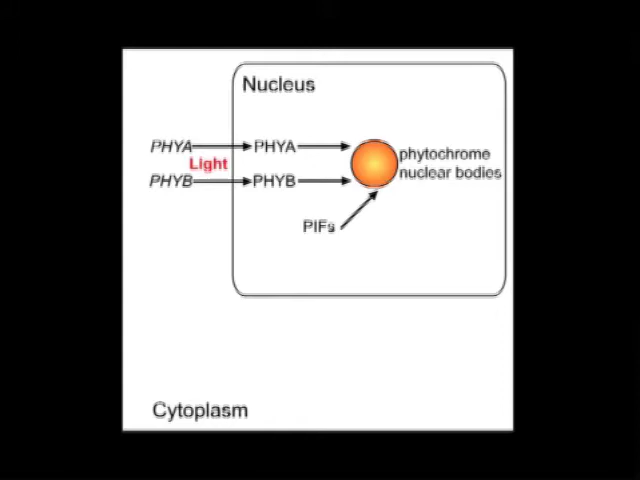 Nucleus
PHYA PHYA
Light
phytochrome
nuclear bodies
PHYB PHYB
PIFs
Cytoplasm